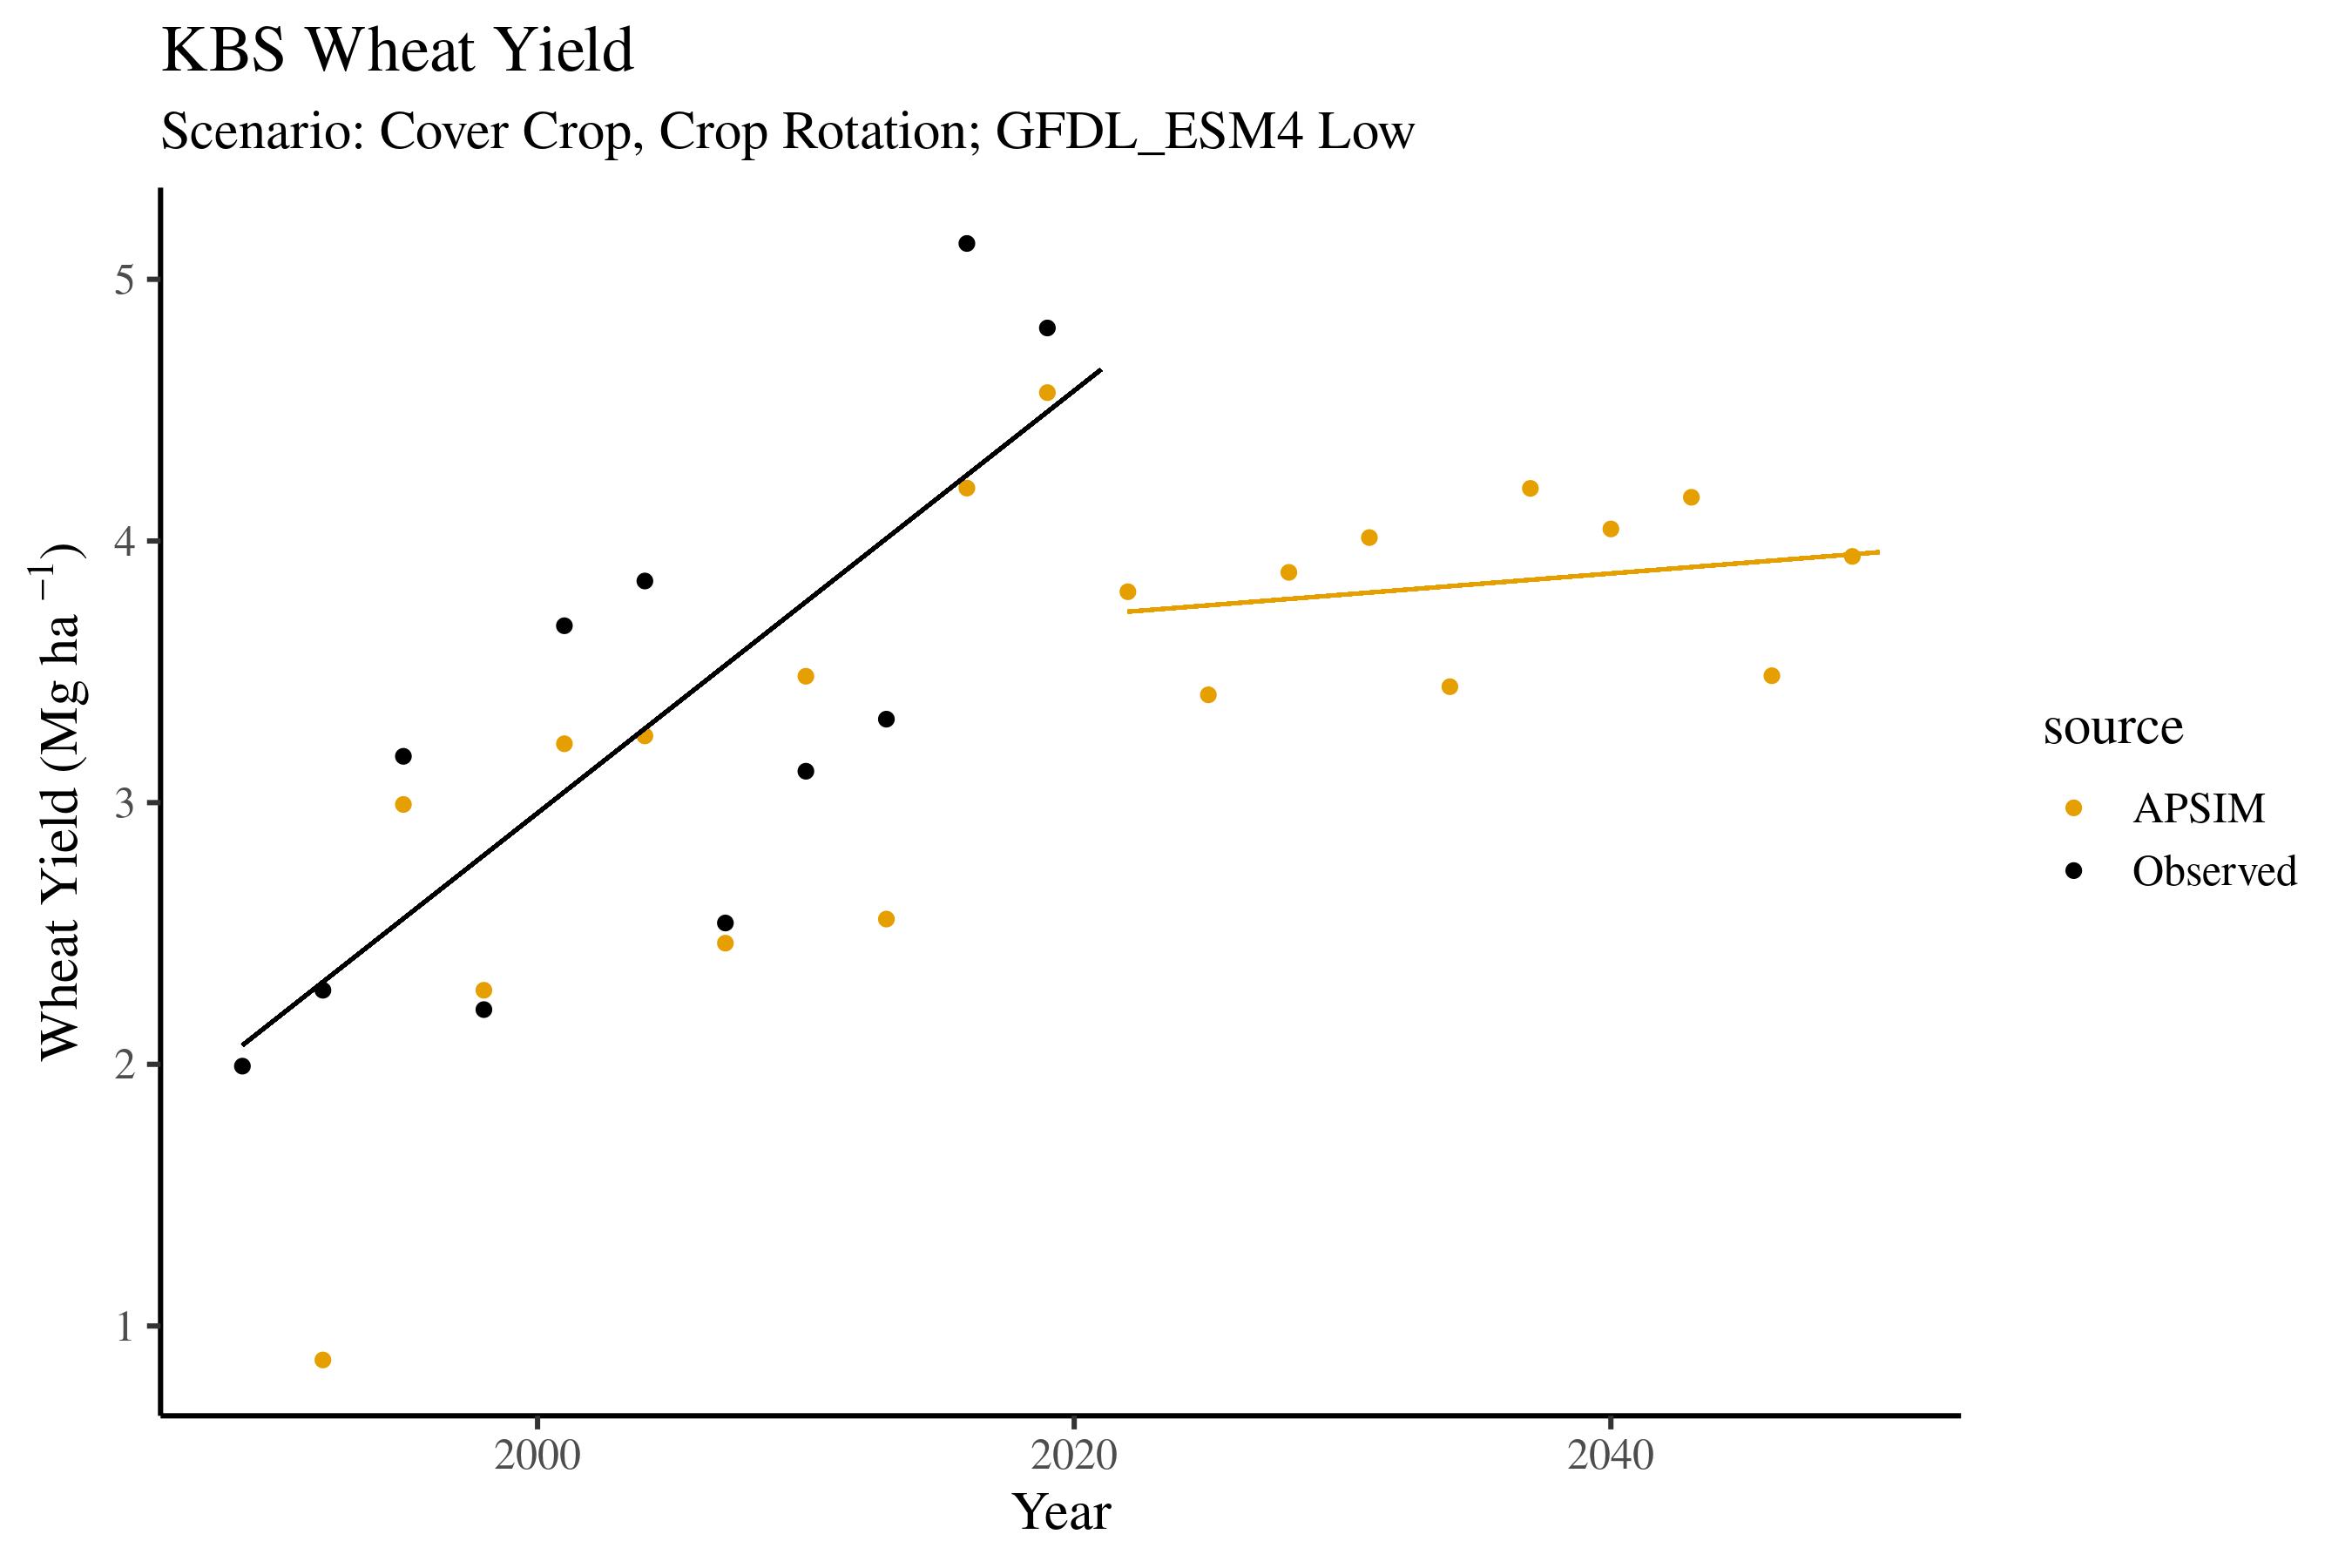 KBS Wheat Yield
Scenario: Cover Crop, Crop Rotation; GFDL_ESM4 Low
Wheat Yield (Mg ha⁻¹)
5
4
3
2
1
2000
2020
2040
Year
source
APSIM
Observed